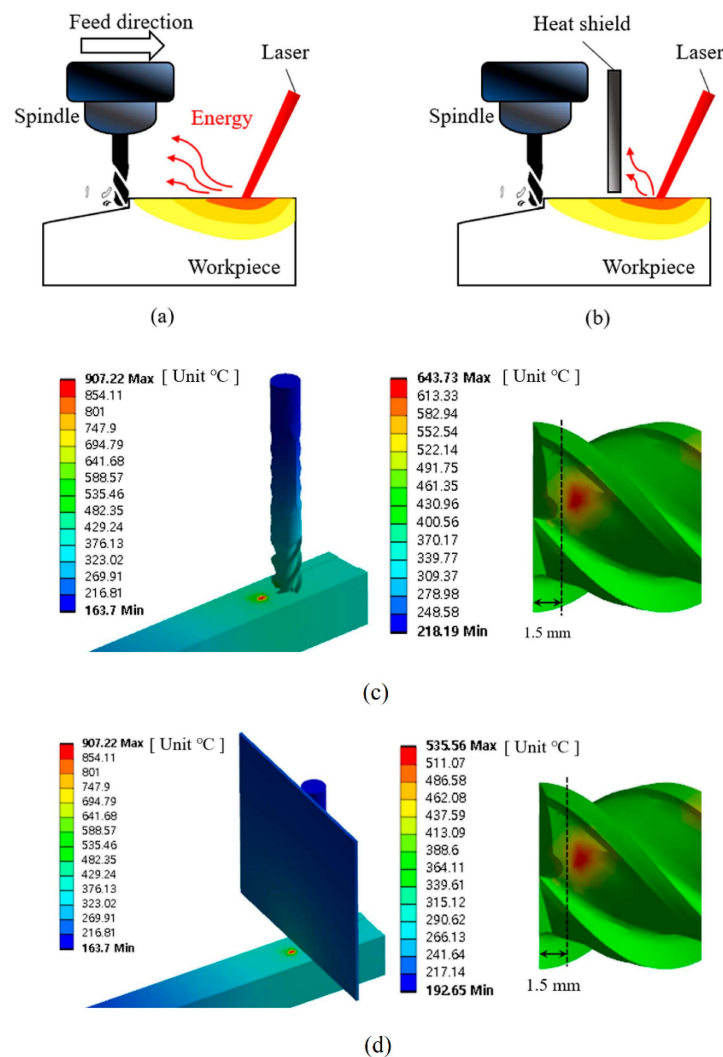 Feed direction
Laser
Spindle
Energy
Workpiece
(a)
Heat shield
Laser
Spindle
Workpiece
(b)
907.22 Max [ Unit °C ]
854.11
801
747.9
694.79
641.68
588.57
535.46
482.35
429.24
376.13
323.02
269.91
216.81
163.7 Min
643.73 Max [ Unit °C ]
613.33
582.94
552.54
522.14
491.75
461.35
430.96
400.56
370.17
339.77
309.37
278.98
248.58
218.19 Min
1.5 mm
(c)
907.22 Max [ Unit °C ]
854.11
801
747.9
694.79
641.68
588.57
535.46
482.35
429.24
376.13
323.02
269.91
216.81
163.7 Min
535.56 Max [ Unit °C ]
511.07
486.58
462.08
437.59
413.09
388.6
364.11
339.61
315.12
290.62
266.13
241.64
217.14
192.65 Min
1.5 mm
(d)